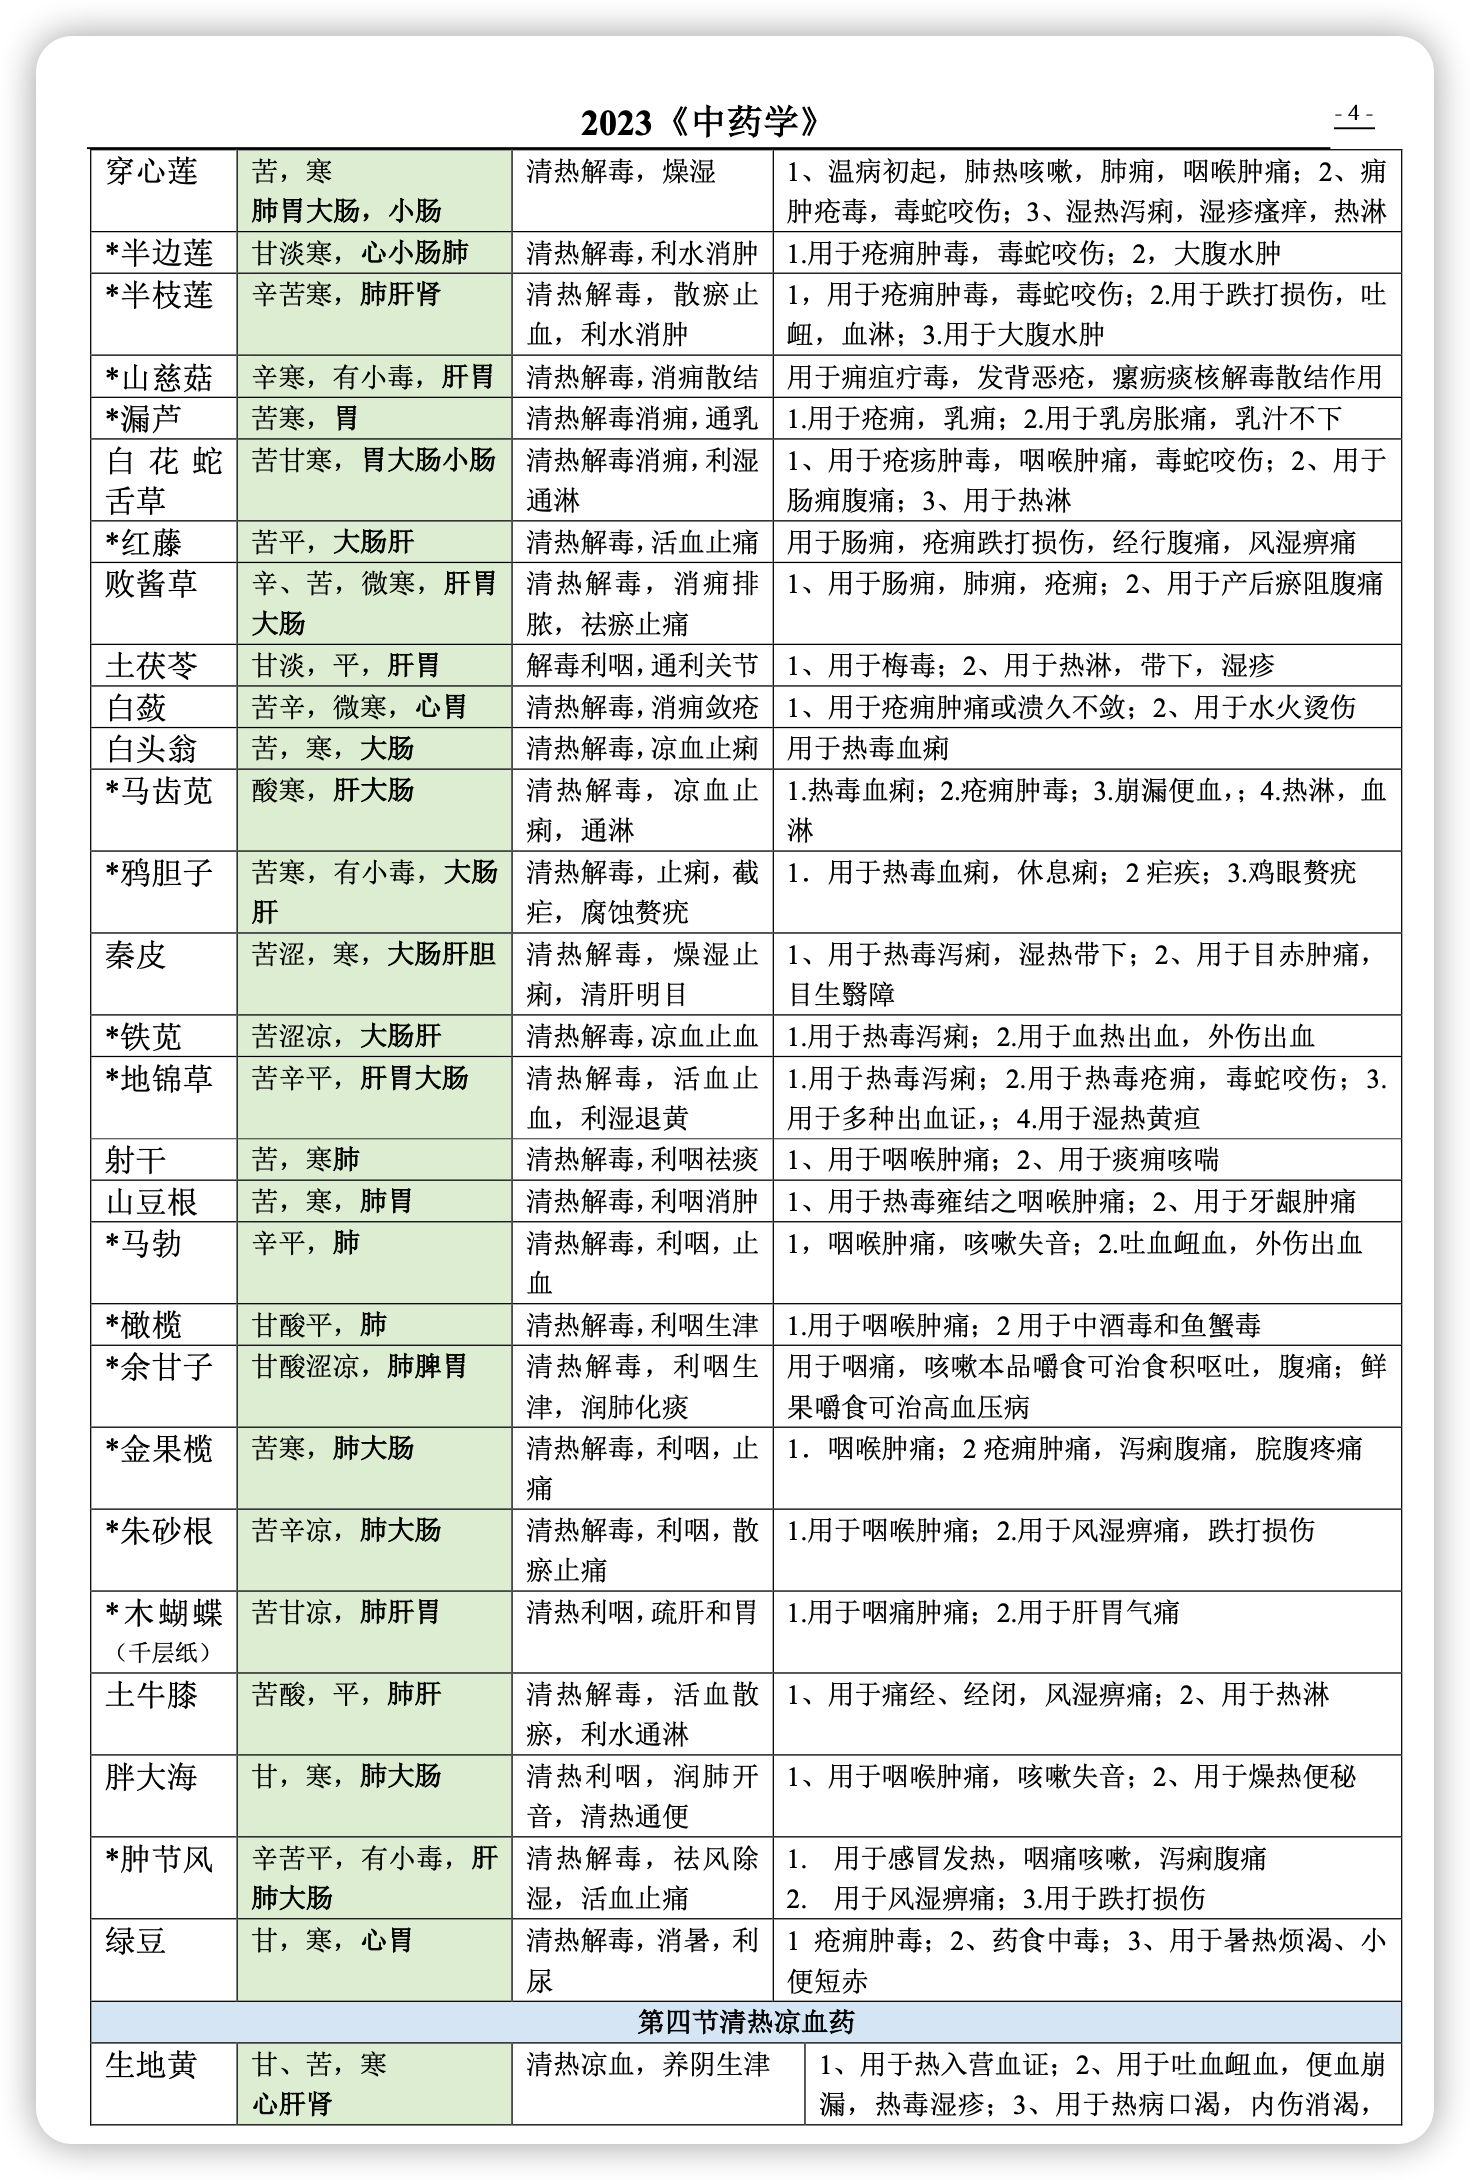 2023《中药学》
- 4 -
穿心莲
苦，寒
肺胃大肠，小肠
清热解毒，燥湿
1、温病初起，肺热咳嗽，肺痈，咽喉肿痛；2、痈
肿疮毒，毒蛇咬伤；3、湿热泻痢，湿疹瘙痒，热淋
*半边莲
甘淡寒，心小肠肺
清热解毒，利水消肿
1.用于疮痈肿毒，毒蛇咬伤；2，大腹水肿
*半枝莲
辛苦寒，肺肝肾
清热解毒，散瘀止
血，利水消肿
1，用于疮痈肿毒，毒蛇咬伤；2.用于跌打损伤，吐
衄，血淋；3.用于大腹水肿
*山慈菇
辛寒，有小毒，肝胃
清热解毒，消痈散结
用于痈疽疔毒，发背恶疮，瘰疬痰核解毒散结作用
*漏芦
苦寒，胃
清热解毒消痈，通乳
1.用于疮痈，乳痈；2.用于乳房胀痛，乳汁不下
白花蛇
舌草
苦甘寒，胃大肠小肠
清热解毒消痈，利湿
通淋
1、用于疮疡肿毒，咽喉肿痛，毒蛇咬伤；2、用于
肠痈腹痛；3、用于热淋
*红藤
苦平，大肠肝
清热解毒，活血止痛
用于肠痈，疮痈跌打损伤，经行腹痛，风湿痹痛
败酱草
辛、苦，微寒，肝胃
大肠
清热解毒，消痈排
脓，祛瘀止痛
1、用于肠痈，肺痈，疮痈；2、用于产后瘀阻腹痛
土茯苓
甘淡，平，肝胃
解毒利咽，通利关节
1、用于梅毒；2、用于热淋，带下，湿疹
白蔹
苦辛，微寒，心胃
清热解毒，消痈敛疮
1、用于疮痈肿痛或溃久不敛；2、用于水火烫伤
白头翁
苦，寒，大肠
清热解毒，凉血止痢
用于热毒血痢
*马齿苋
酸寒，肝大肠
清热解毒，凉血止
痢，通淋
1.热毒血痢；2.疮痈肿毒；3.崩漏便血，；4.热淋，血
淋
*鸦胆子
苦寒，有小毒，大肠
肝
清热解毒，止痢，截
疟，腐蚀赘疣
1．用于热毒血痢，休息痢；2 疟疾；3.鸡眼赘疣
秦皮
苦涩，寒，大肠肝胆
清热解毒，燥湿止
痢，清肝明目
1、用于热毒泻痢，湿热带下；2、用于目赤肿痛，
目生翳障
*铁苋
苦涩凉，大肠肝
清热解毒，凉血止血
1.用于热毒泻痢；2.用于血热出血，外伤出血
*地锦草
苦辛平，肝胃大肠
清热解毒，活血止
血，利湿退黄
1.用于热毒泻痢；2.用于热毒疮痈，毒蛇咬伤；3.
用于多种出血证，；4.用于湿热黄疸
射干
苦，寒肺
清热解毒，利咽祛痰
1、用于咽喉肿痛；2、用于痰痈咳喘
山豆根
苦，寒，肺胃
清热解毒，利咽消肿
1、用于热毒雍结之咽喉肿痛；2、用于牙龈肿痛
*马勃
辛平，肺
清热解毒，利咽，止
血
1，咽喉肿痛，咳嗽失音；2.吐血衄血，外伤出血
*橄榄
甘酸平，肺
清热解毒，利咽生津
1.用于咽喉肿痛；2 用于中酒毒和鱼蟹毒
*余甘子
甘酸涩凉，肺脾胃
清热解毒，利咽生
津，润肺化痰
用于咽痛，咳嗽本品嚼食可治食积呕吐，腹痛；鲜
果嚼食可治高血压病
*金果榄
苦寒，肺大肠
清热解毒，利咽，止
痛
1．咽喉肿痛；2 疮痈肿痛，泻痢腹痛，脘腹疼痛
*朱砂根
苦辛凉，肺大肠
清热解毒，利咽，散
瘀止痛
1.用于咽喉肿痛；2.用于风湿痹痛，跌打损伤
*木蝴蝶
（千层纸）
苦甘凉，肺肝胃
清热利咽，疏肝和胃
1.用于咽痛肿痛；2.用于肝胃气痛
土牛膝
苦酸，平，肺肝
清热解毒，活血散
瘀，利水通淋
1、用于痛经、经闭，风湿痹痛；2、用于热淋
胖大海
甘，寒，肺大肠
清热利咽，润肺开
音，清热通便
1、用于咽喉肿痛，咳嗽失音；2、用于燥热便秘
*肿节风
辛苦平，有小毒，肝
肺大肠
清热解毒，祛风除
湿，活血止痛
1. 用于感冒发热，咽痛咳嗽，泻痢腹痛
2. 用于风湿痹痛；3.用于跌打损伤
绿豆
甘，寒，心胃
清热解毒，消暑，利
尿
1 疮痈肿毒；2、药食中毒；3、用于暑热烦渴、小
便短赤
第四节清热凉血药
生地黄
甘、苦，寒
心肝肾
清热凉血，养阴生津
1、用于热入营血证；2、用于吐血衄血，便血崩
漏，热毒湿疹；3、用于热病口渴，内伤消渴，